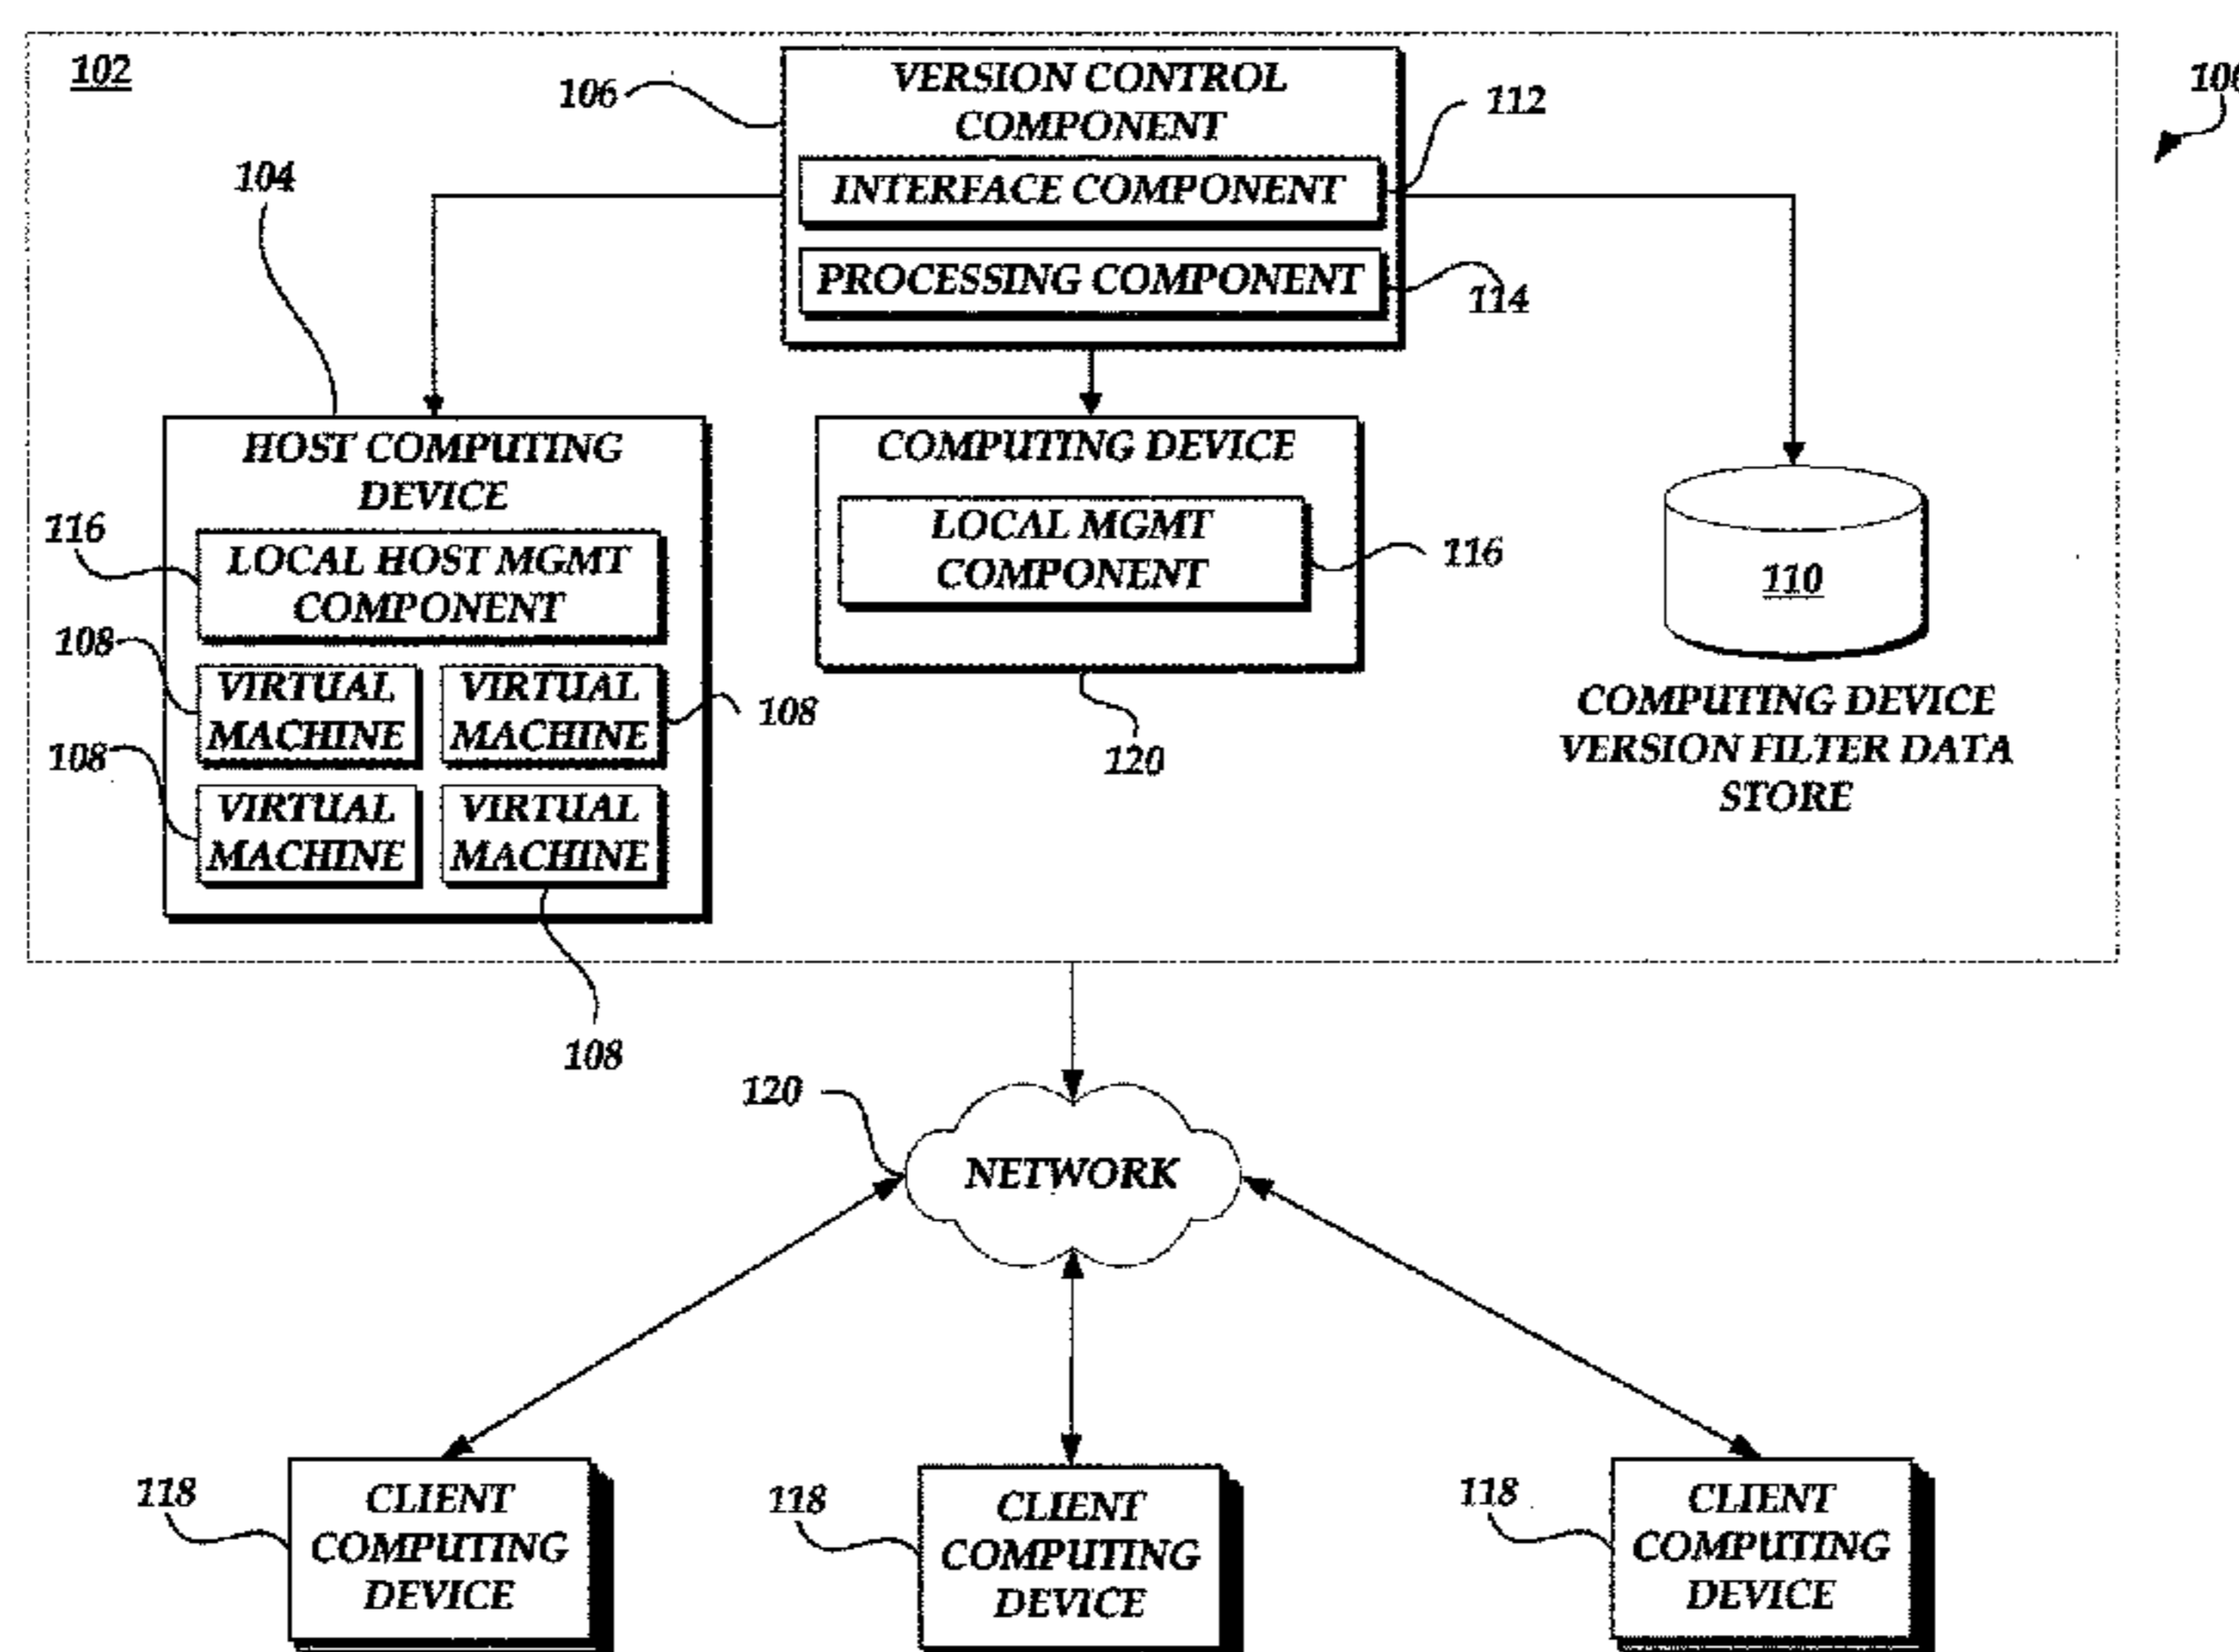 102
106
VERSION CONTROL
COMPONENT
112
INTERFACE COMPONENT
PROCESSING COMPONENT
114
104
HOST COMPUTING
DEVICE
116
LOCAL HOST MGMT
COMPONENT
108
VIRTUAL
MACHINE
VIRTUAL
MACHINE
108
108
VIRTUAL
MACHINE
VIRTUAL
MACHINE
108
COMPUTING DEVICE
LOCAL MGMT
COMPONENT
116
120
110
COMPUTING DEVICE
VERSION FILTER DATA
STORE
120
NETWORK
118
CLIENT
COMPUTING
DEVICE
118
CLIENT
COMPUTING
DEVICE
118
CLIENT
COMPUTING
DEVICE